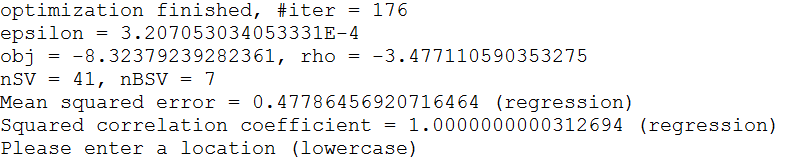 optimization finished, #iter = 176
epsilon = 3.207053034053331E-4
obj = -8.32379239282361, rho = -3.477110590353275
nSV = 41, nBSV = 7
Mean squared error = 0.47786456920716464 (regression)
Squared correlation coefficient = 1.0000000000312694 (regression)
Please enter a location (lowercase)